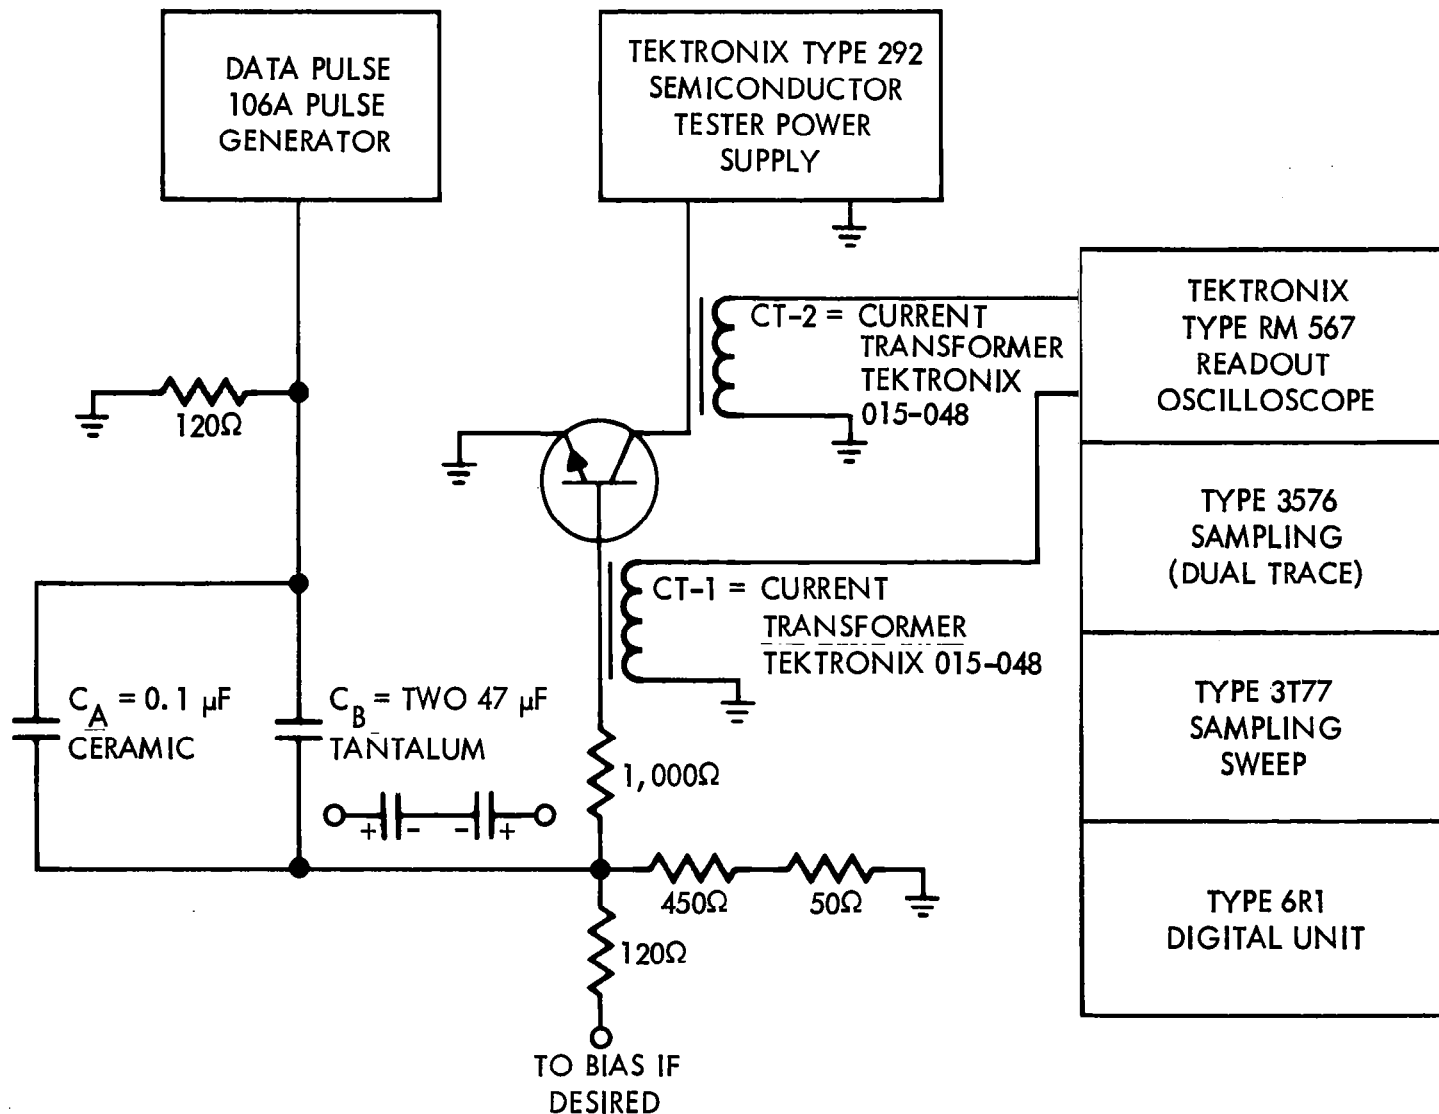 DATA PULSE
106A PULSE
GENERATOR
TEKTRONIX TYPE 292
SEMICONDUCTOR
TESTER POWER
SUPPLY
TEKTRONIX
TYPE RM 567
READOUT
OSCILLOSCOPE
TYPE 3576
SAMPLING
(DUAL TRACE)
TYPE 3T77
SAMPLING
SWEEP
TYPE 6R1
DIGITAL UNIT
CT-2 = CURRENT
TRANSFORMER
TEKTRONIX
015-048
120Ω
CT-1 = CURRENT
TRANSFORMER
TEKTRONIX 015-048
CA = 0.1 μF
CERAMIC
CB = TWO 47 μF
TANTALUM
+ - - +
1,000Ω
450Ω
50Ω
120Ω
TO BIAS IF
DESIRED